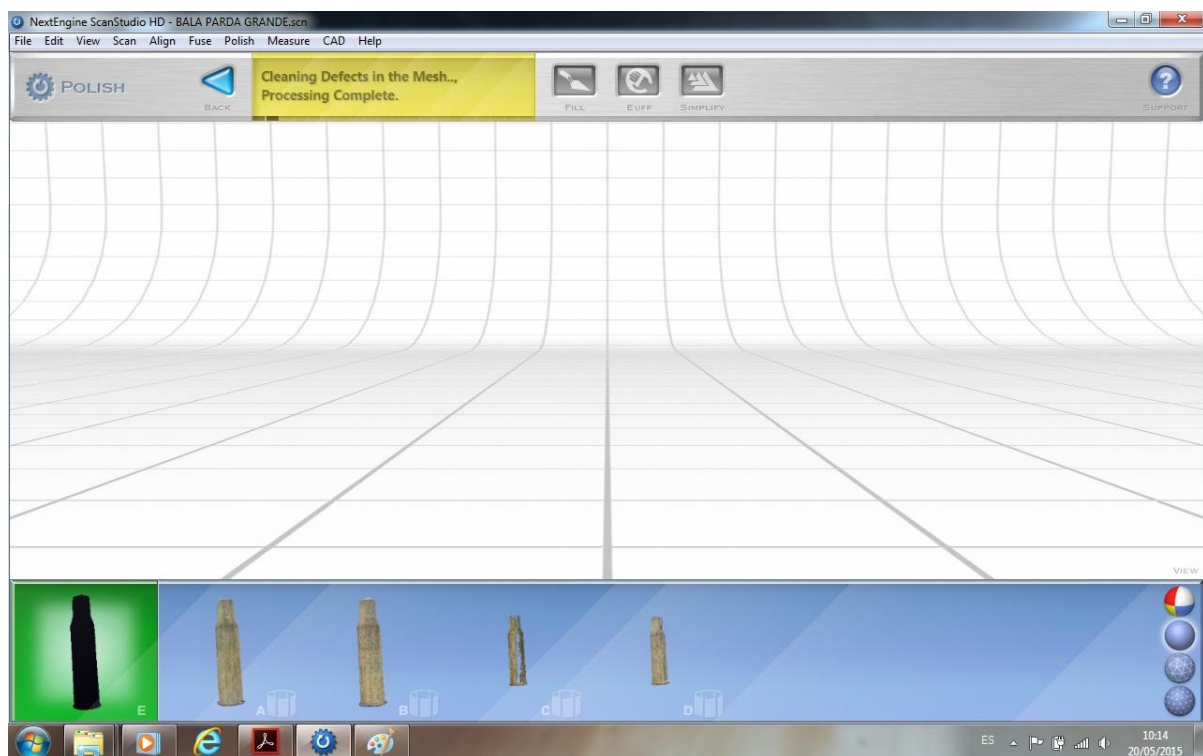 NextEngine ScanStudio HD - BALA PARDA GRANDE.scn
File Edit View Scan Align Fuse Polish Measure CAD Help
POLISH
BACK
Cleaning Defects in the Mesh..,
Processing Complete.
FILL
BUFF
SIMPLIFY
SUPPORT
VIEW
E
A
B
C
D
ES
10:14
20/05/2015